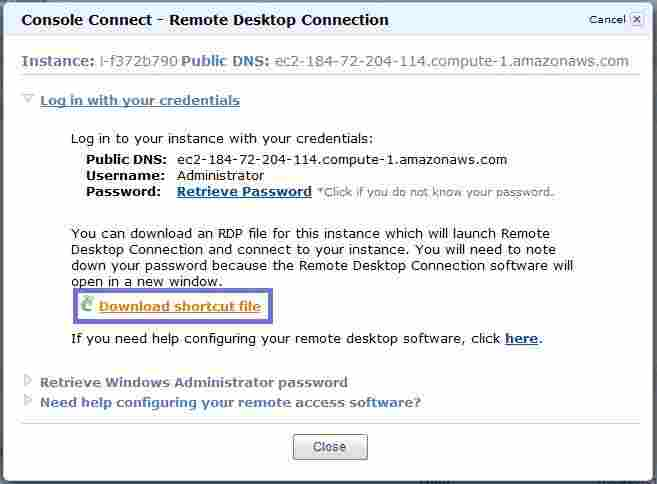 Console Connect - Remote Desktop Connection
Cancel
Instance: i-f372b790 Public DNS: ec2-184-72-204-114.compute-1.amazonaws.com
Log in with your credentials
Log in to your instance with your credentials:
Public DNS: ec2-184-72-204-114.compute-1.amazonaws.com
Username: Administrator
Password: Retrieve Password *Click if you do not know your password.
You can download an RDP file for this instance which will launch Remote
Desktop Connection and connect to your instance. You will need to note
down your password because the Remote Desktop Connection software will
open in a new window.
Download shortcut file
If you need help configuring your remote desktop software, click here.
Retrieve Windows Administrator password
Need help configuring your remote access software?
Close